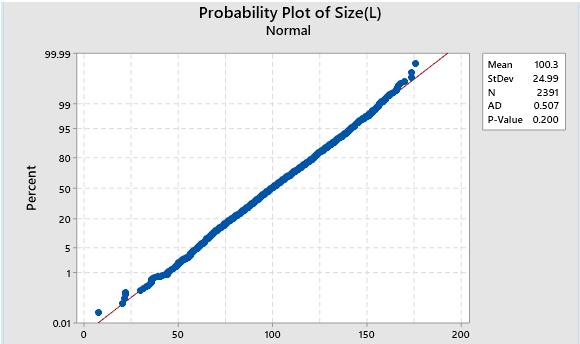 Probability Plot of Size(L)
Normal
99.99
99
95
80
50
20
5
1
0.01
Percent
0
50
100
150
200
Mean 100.3
StDev 24.99
N 2391
AD 0.507
P-Value 0.200